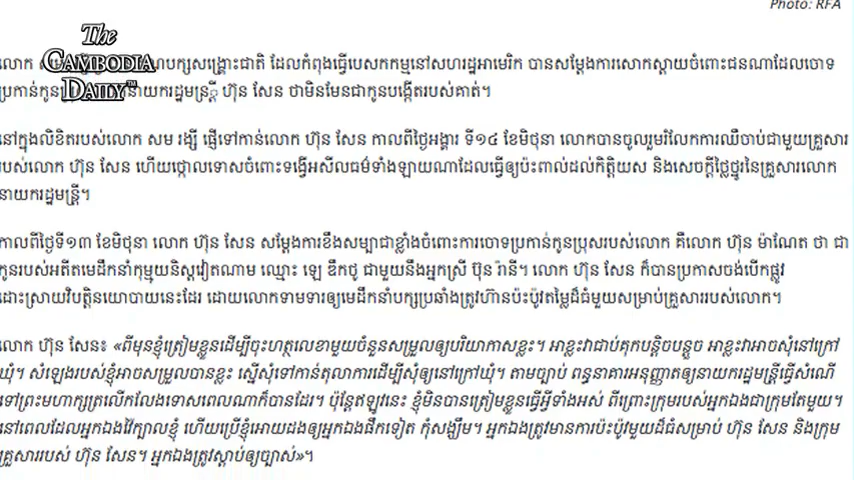 Photo: RFA
The
CAMBODIA
DAILY™
លោក ស បក្សសង្គ្រោះជាតិ ដែលកំពុងធ្វើបេសកកម្មនៅសហរដ្ឋអាមេរិក បានសម្តែងការសោកស្តាយចំពោះជនណាដែលចោទ
ប្រកាន់កូន នាយករដ្ឋមន្ត្រី ហ៊ុន សែន ថាមិនមែនជាកូនបង្កើតរបស់គាត់។
នៅក្នុងលិខិតរបស់លោក សម រង្ស៊ី ផ្ញើទៅកាន់លោក ហ៊ុន សែន កាលពីថ្ងៃអង្គារ ទី១៤ ខែមិថុនា លោកបានចូលរួមរំលែកការឈឺចាប់ជាមួយគ្រួសារ
របស់លោក ហ៊ុន សែន ហើយថ្កោលទោសចំពោះទង្វើអសីលធម៌ទាំងឡាយណាដែលធ្វើឲ្យប៉ះពាល់ដល់កិត្តិយស និងសេចក្តីថ្លៃថ្នូរនៃគ្រួសារលោក
នាយករដ្ឋមន្ត្រី។
កាលពីថ្ងៃទី១៣ ខែមិថុនា លោក ហ៊ុន សែន សម្តែងការខឹងសម្បាជាខ្លាំងចំពោះការចោទប្រកាន់កូនប្រុសរបស់លោក គឺលោក ហ៊ុន ម៉ាណែត ថា ជា
កូនរបស់អតីតមេដឹកនាំកុម្មុយនិស្តវៀតណាម ឈ្មោះ ឡេ ឌឹកថូ ជាមួយនឹងអ្នកស្រី ប៊ុន រ៉ានី។ លោក ហ៊ុន សែន ក៏បានប្រកាសចង់បើកផ្លូវ
ដោះស្រាយវិបត្តិនយោបាយនេះដែរ ដោយលោកទាមទារឲ្យមេដឹកនាំបក្សប្រឆាំងត្រូវហ៊ានប៉ះប៉ូវតម្លៃដ៏ធំមួយសម្រាប់គ្រួសាររបស់លោក។
លោក ហ៊ុន សែន៖ «ពីមុនខ្ញុំត្រៀមខ្លួនដើម្បីចុះហត្ថលេខាមួយចំនួនសម្រួលឲ្យបរិយាកាសខ្លះ។ អាខ្លះវាជាប់គុកបន្តិចបន្តួច អាខ្លះវាអាចសុំនៅក្រៅ
ឃុំ។ សំឡេងរបស់ខ្ញុំអាចសម្រួលបានខ្លះ ស្នើសុំទៅកាន់តុលាការដើម្បីសុំឲ្យនៅក្រៅឃុំ។ តាមច្បាប់ ពន្ធនាគារអនុញ្ញាតឲ្យនាយករដ្ឋមន្ត្រីធ្វើសំណើ
ទៅព្រះមហាក្សត្រលើកលែងទោសពេលណាក៏បានដែរ។ ប៉ុន្តែឥឡូវនេះ ខ្ញុំមិនបានត្រៀមខ្លួនធ្វើអ្វីទាំងអស់ ពីព្រោះក្រុមរបស់អ្នកឯងជាក្រុមតែមួយ។
នៅពេលដែលអ្នកឯងវ៉ៃក្បាលខ្ញុំ ហើយប្រើខ្ញុំអោយដងឲ្យអ្នកឯងផឹកទៀត កុំសង្ឃឹម។ អ្នកឯងត្រូវមានការប៉ះប៉ូវមួយដ៏ធំសម្រាប់ ហ៊ុន សែន និងក្រុម
គ្រួសាររបស់ ហ៊ុន សែន។ អ្នកឯងត្រូវស្តាប់ឲ្យច្បាស់»។